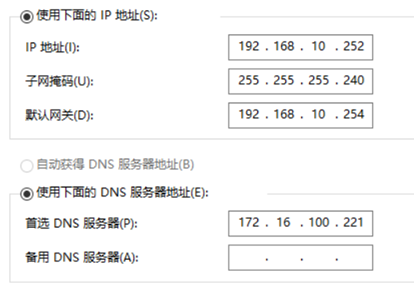 使用下面的 IP 地址(S):
IP 地址(I): 192 . 168 . 10 . 252
子网掩码(U): 255 . 255 . 255 . 240
默认网关(D): 192 . 168 . 10 . 254
自动获得 DNS 服务器地址(B)
使用下面的 DNS 服务器地址(E):
首选 DNS 服务器(P): 172 . 16 . 100 . 221
备用 DNS 服务器(A): . . .